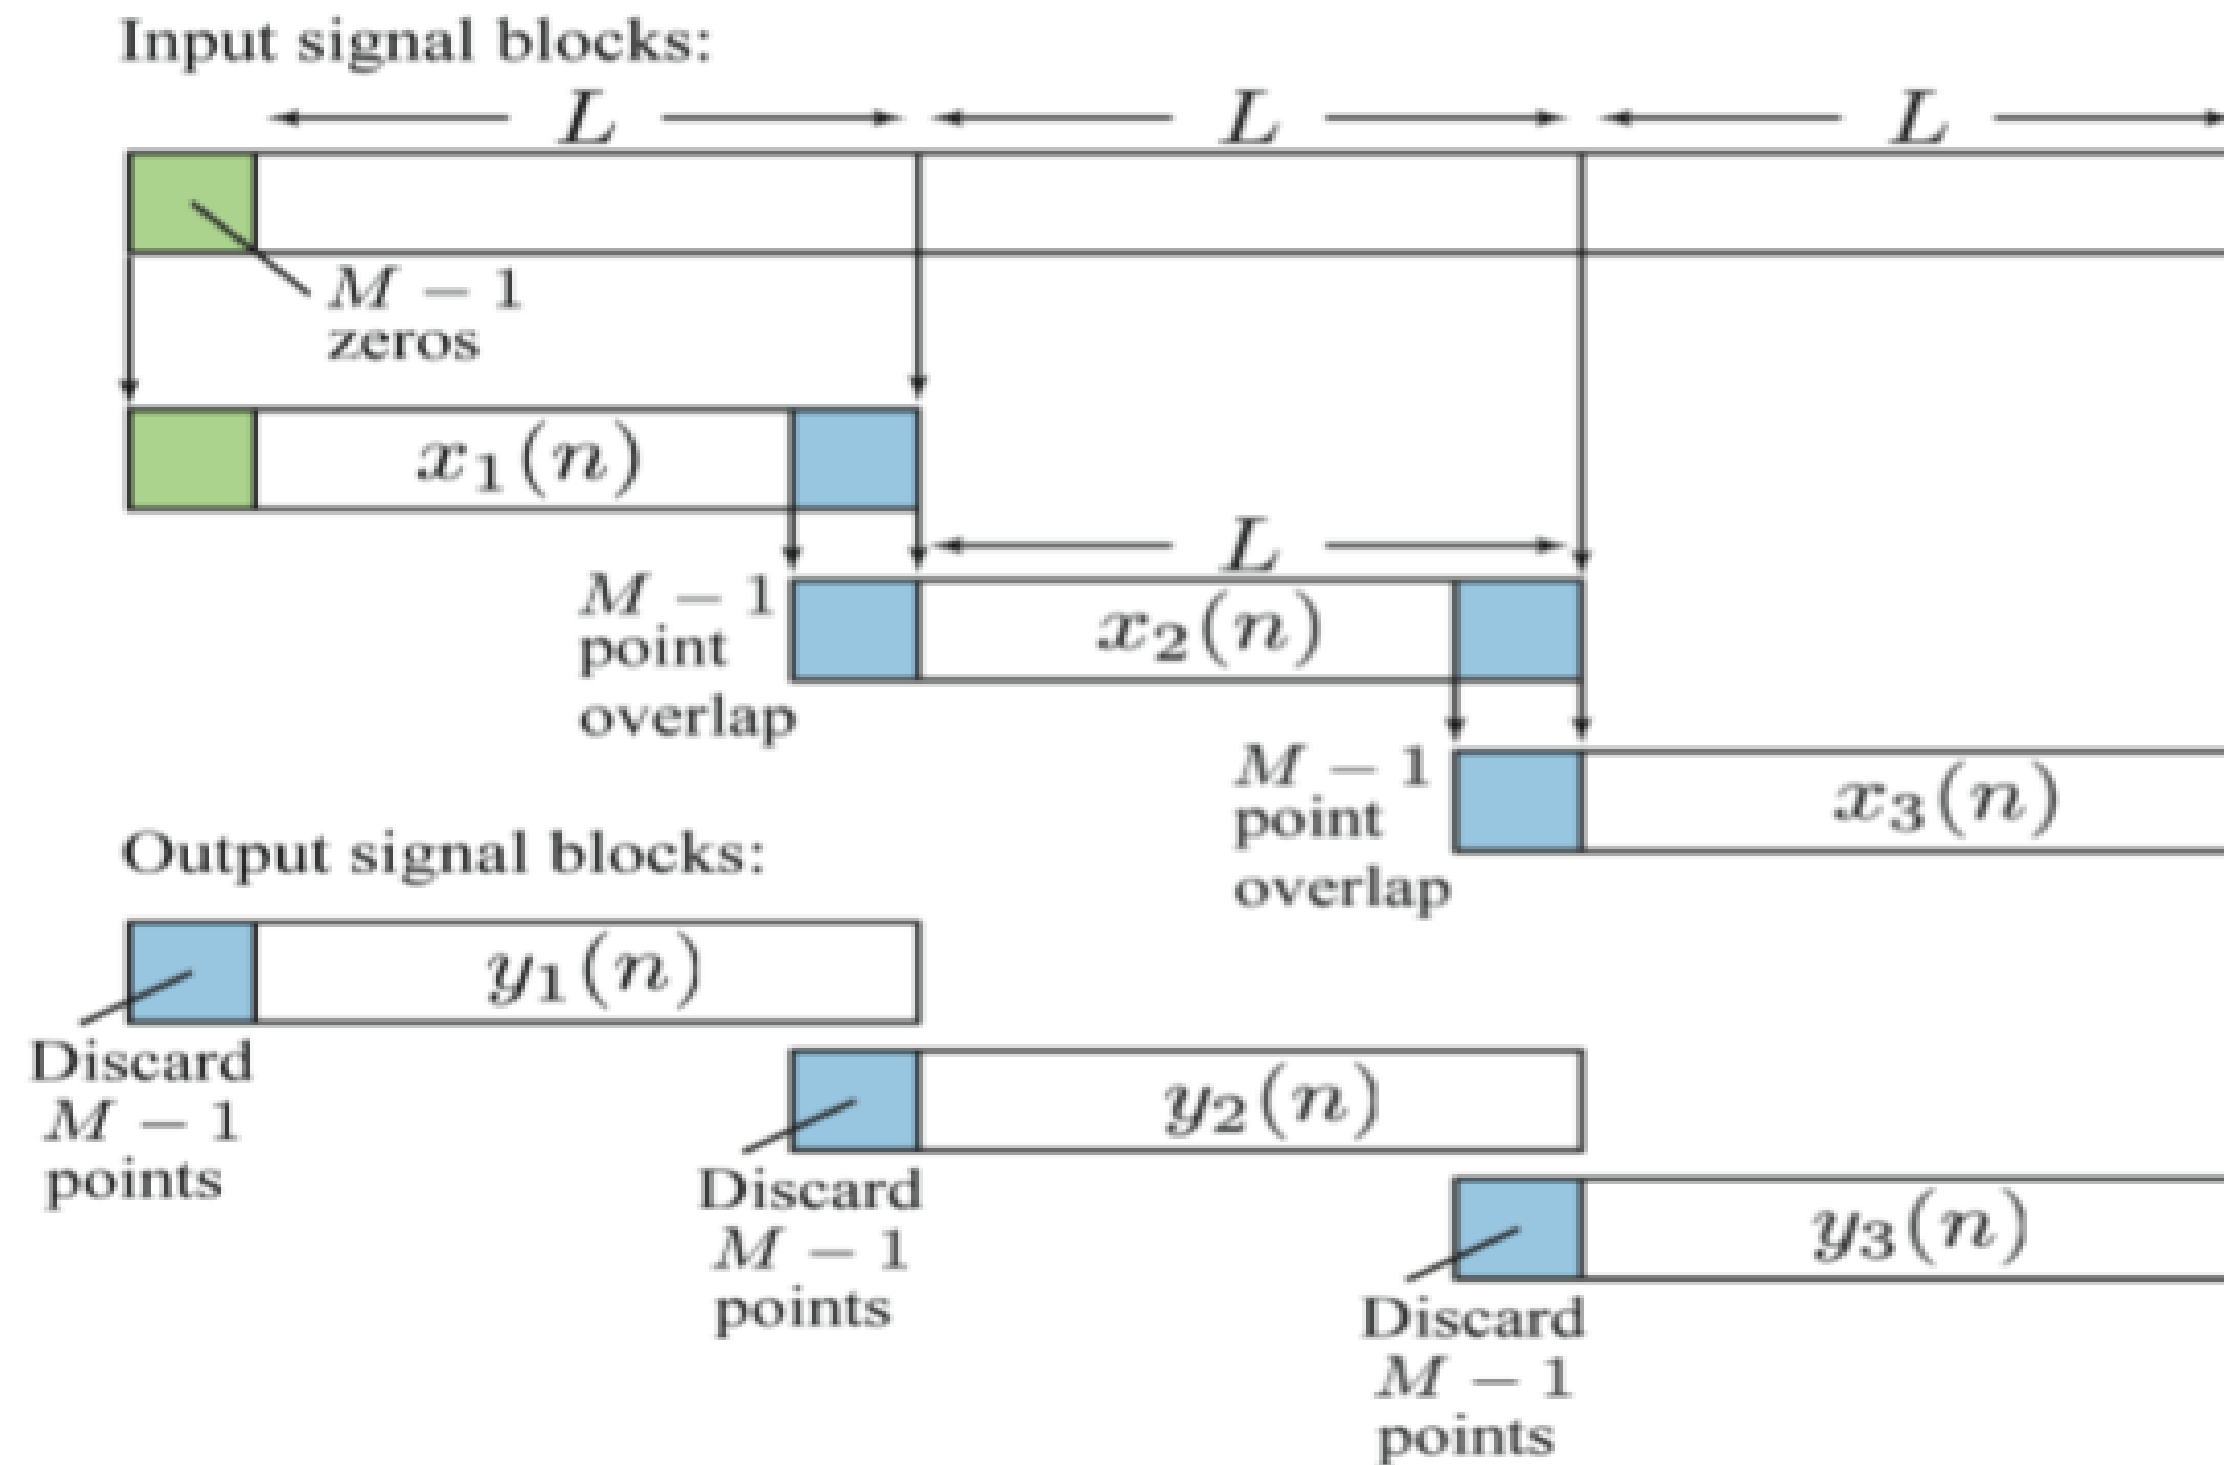 Input signal blocks:
L L L
M − 1
zeros
x₁(n)
L
M − 1
point
overlap
x₂(n)
M − 1
point
overlap
x₃(n)
Output signal blocks:
y₁(n)
Discard
M − 1
points
y₂(n)
Discard
M − 1
points
y₃(n)
Discard
M − 1
points